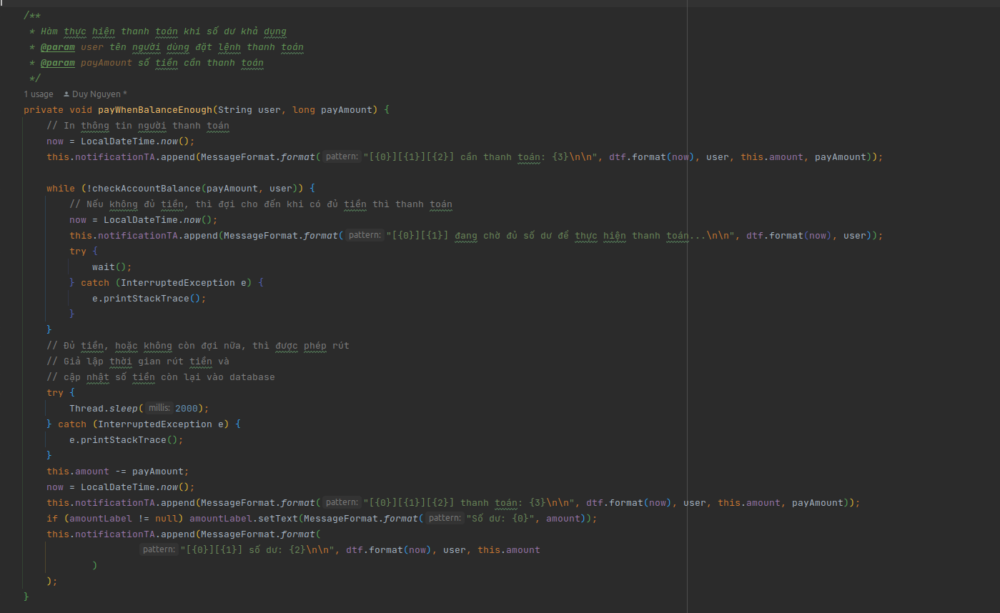 /**
 * Hàm thực hiện thanh toán khi số dư khả dụng
 * @param user tên người dùng đặt lệnh thanh toán
 * @param payAmount số tiền cần thanh toán
 */
1 usage Duy Nguyen *
private void payWhenBalanceEnough(String user, long payAmount) {
    // In thông tin người thanh toán
    now = LocalDateTime.now();
    this.notificationTA.append(MessageFormat.format( pattern: "[{0}][{1}][{2}] cần thanh toán: {3}\n\n", dtf.format(now), user, this.amount, payAmount));

    while (!checkAccountBalance(payAmount, user)) {
        // Nếu không đủ tiền, thì đợi cho đến khi có đủ tiền thì thanh toán
        now = LocalDateTime.now();
        this.notificationTA.append(MessageFormat.format( pattern: "[{0}][{1}] đang chờ đủ số dư để thực hiện thanh toán...\n\n", dtf.format(now), user));
        try {
            wait();
        } catch (InterruptedException e) {
            e.printStackTrace();
        }
    }
    // Đủ tiền, hoặc không còn đợi nữa, thì được phép rút
    // Giả lập thời gian rút tiền và
    // cập nhật số tiền còn lại vào database
    try {
        Thread.sleep( millis: 2000);
    } catch (InterruptedException e) {
        e.printStackTrace();
    }
    this.amount -= payAmount;
    now = LocalDateTime.now();
    this.notificationTA.append(MessageFormat.format( pattern: "[{0}][{1}][{2}] thanh toán: {3}\n\n", dtf.format(now), user, this.amount, payAmount));
    if (amountLabel != null) amountLabel.setText(MessageFormat.format( pattern: "Số dư: {0}", amount));
    this.notificationTA.append(MessageFormat.format(
                    pattern: "[{0}][{1}] số dư: {2}\n\n", dtf.format(now), user, this.amount
            )
    );
}